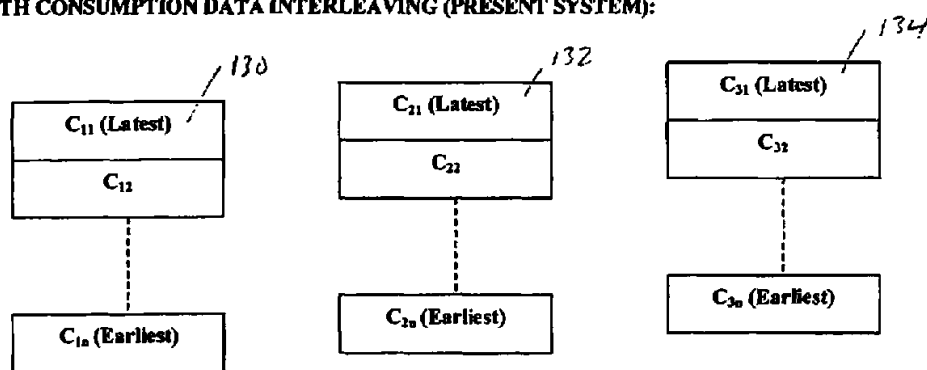 TH CONSUMPTION DATA INTERLEAVING (PRESENT SYSTEM):
130
132
134
C₁₁ (Latest)
C₂₁ (Latest)
C₃₁ (Latest)
C₁₂
C₂₂
C₃₂
C₁ₙ (Earliest)
C₂ₙ (Earliest)
C₃ₙ (Earliest)